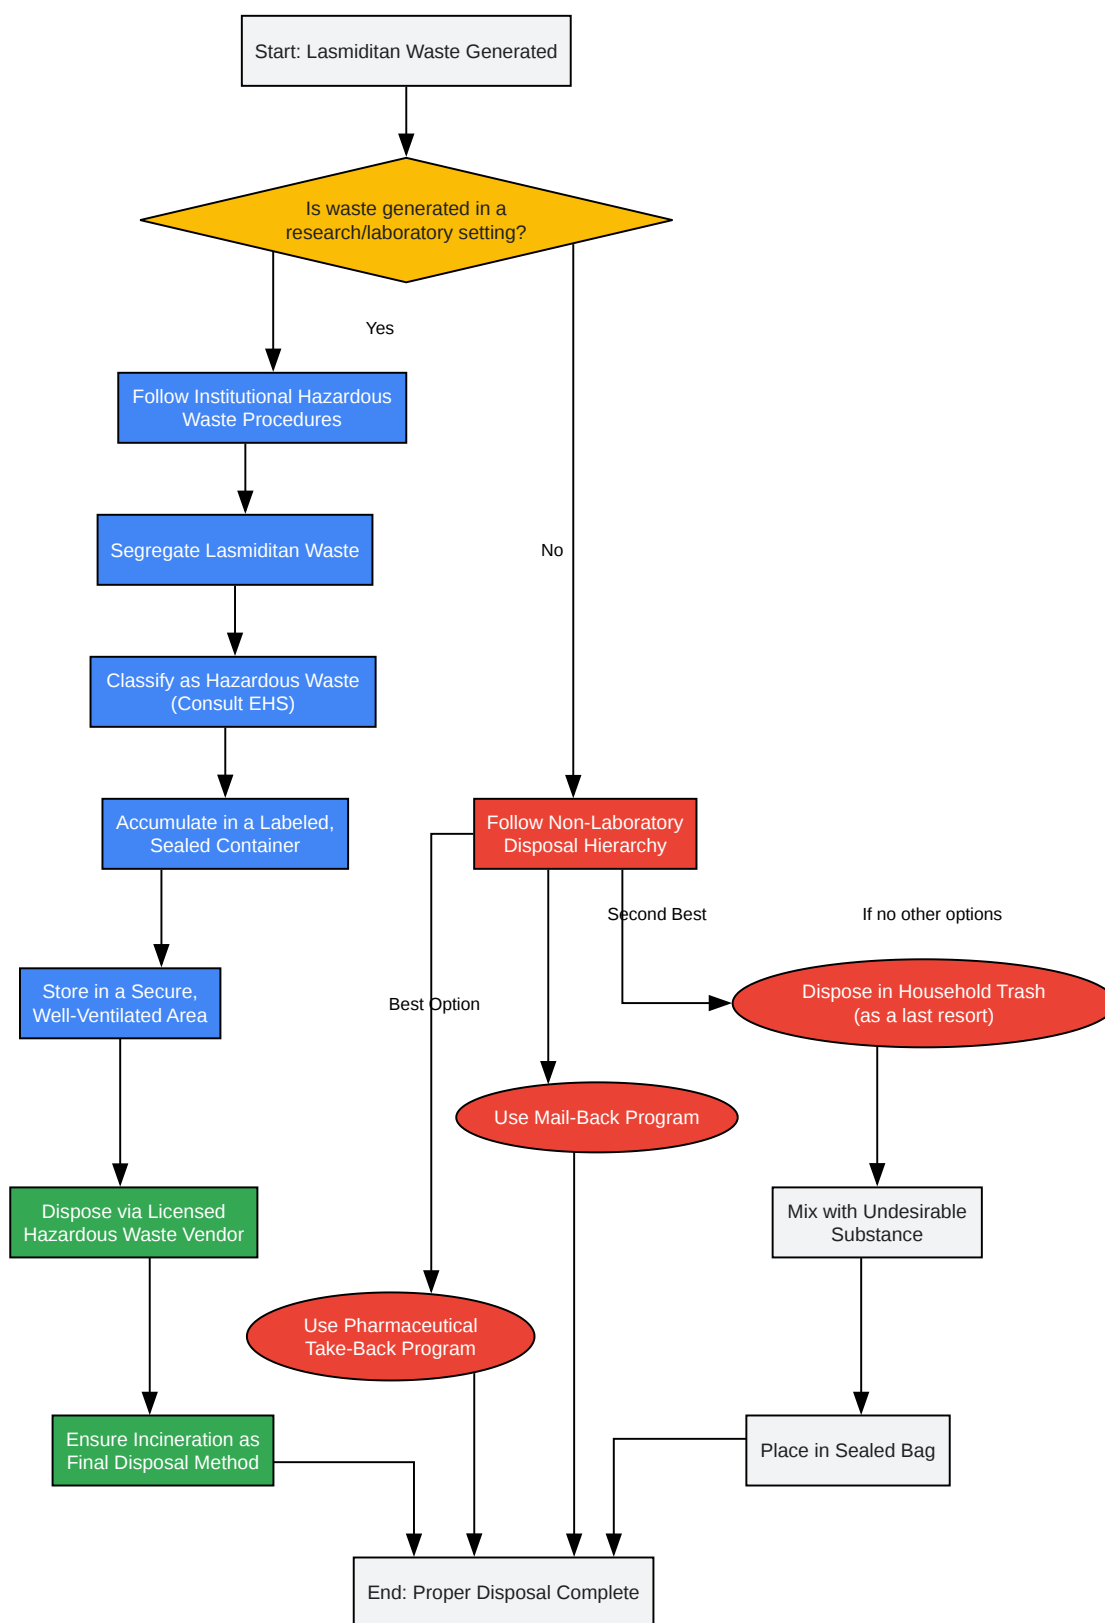 Start: Lasmiditan Waste Generated
Is waste generated in a
research/laboratory setting?
Yes
Follow Institutional Hazardous
Waste Procedures
Segregate Lasmiditan Waste
No
Classify as Hazardous Waste
(Consult EHS)
Accumulate in a Labeled,
Sealed Container
Follow Non-Laboratory
Disposal Hierarchy
Second Best
If no other options
Store in a Secure,
Well-Ventilated Area
Best Option
Dispose in Household Trash
(as a last resort)
Use Mail-Back Program
Dispose via Licensed
Hazardous Waste Vendor
Mix with Undesirable
Substance
Use Pharmaceutical
Take-Back Program
Ensure Incineration as
Final Disposal Method
Place in Sealed Bag
End: Proper Disposal Complete